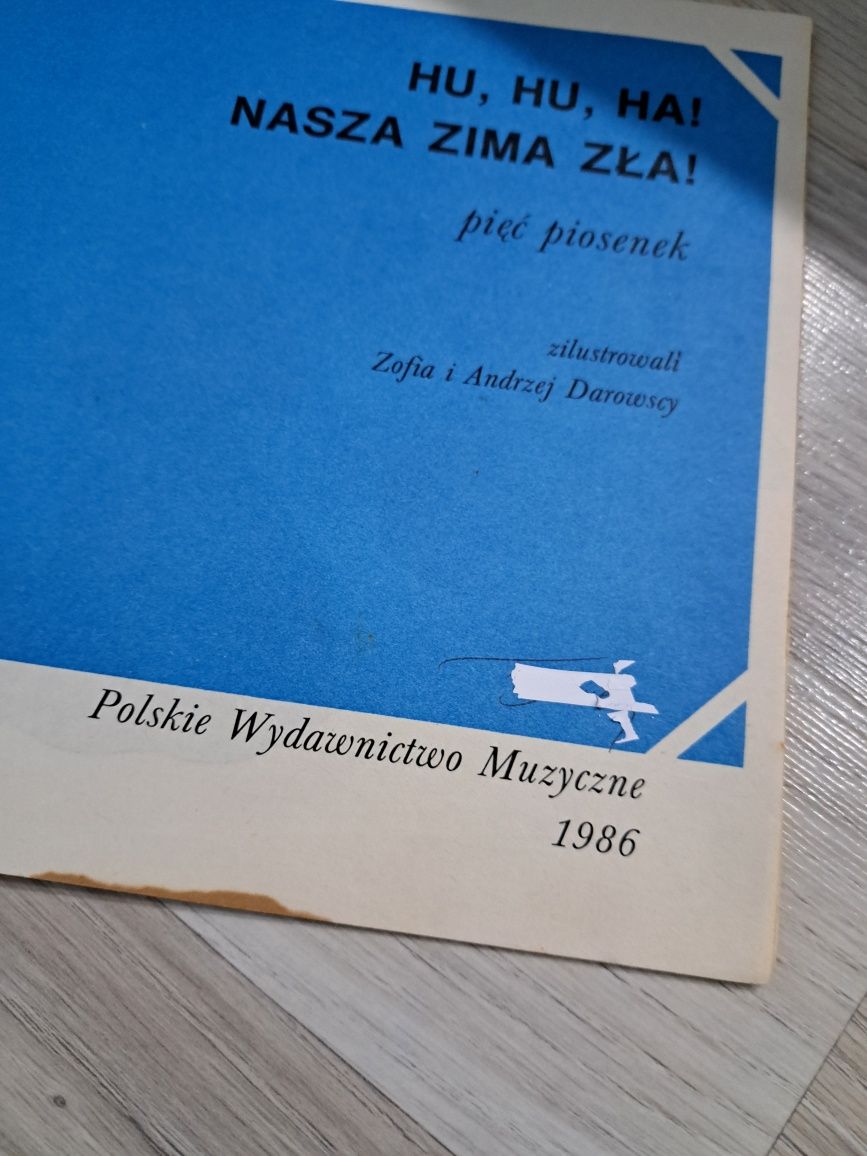 HU, HU, HA!
NASZA ZIMA ZŁA!
pięć piosenek
zilustrowali
Zofia i Andrzej Darowscy
Polskie Wydawnictwo Muzyczne
1986